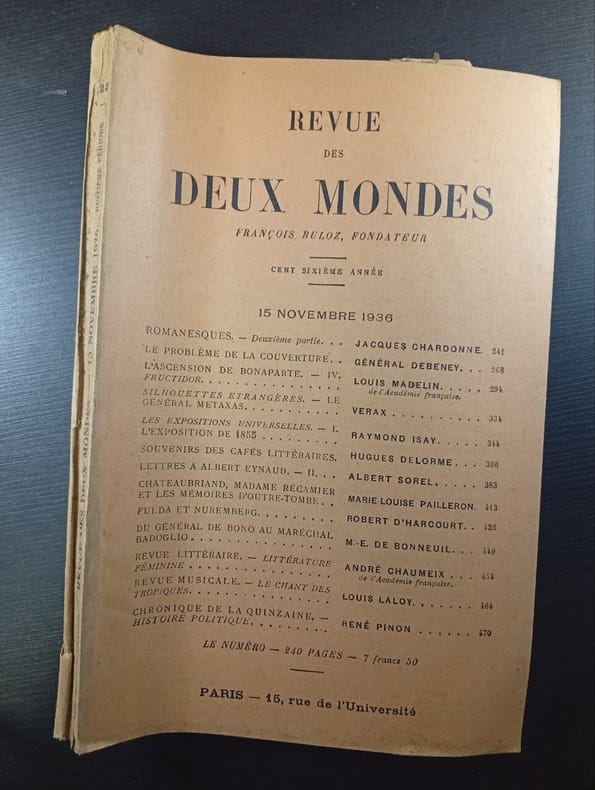 REVUE
DES
DEUX MONDES
FRANÇOIS BULOZ, FONDATEUR
CENT SIXIÈME ANNÉE
15 NOVEMBRE 1936
ROMANESQUES. — Deuxième partie. . . JACQUES CHARDONNE. 241
LE PROBLÈME DE LA COUVERTURE. . GÉNÉRAL DEBENEY. . . 268
L'ASCENSION DE BONAPARTE. — IV.
FRUCTIDOR. . . . . . . . . . . . . . . LOUIS MADELIN. . . . . 294
de l'Académie française.
SILHOUETTES ÉTRANGÈRES. — LE
GÉNÉRAL METAXAS. . . . . . . . . . VERAX . . . . . . . . . . 334
LES EXPOSITIONS UNIVERSELLES. — I.
L'EXPOSITION DE 1855 . . . . . . . . RAYMOND ISAY. . . . . 344
SOUVENIRS DES CAFÉS LITTÉRAIRES. HUGUES DELORME. . . 366
LETTRES A ALBERT EYNAUD. — II. . . ALBERT SOREL. . . . . 383
CHATEAUBRIAND, MADAME RÉCAMIER
ET LES MÉMOIRES D'OUTRE-TOMBE. . MARIE-LOUISE PAILLERON. 413
FULDA ET NUREMBERG. . . . . . . . . ROBERT D'HARCOURT. . 426
DU GÉNÉRAL DE BONO AU MARÉCHAL
BADOGLIO . . . . . . . . . . . . . . . . M.-E. DE BONNEUIL. . . 449
REVUE LITTÉRAIRE. — LITTÉRATURE
FÉMININE . . . . . . . . . . . . . . . . ANDRÉ CHAUMEIX . . . 454
de l'Académie française.
REVUE MUSICALE. — LE CHANT DES
TROPIQUES. . . . . . . . . . . . . . . . LOUIS LALOY. . . . . . . 464
CHRONIQUE DE LA QUINZAINE. —
HISTOIRE POLITIQUE. . . . . . . . . . RENÉ PINON . . . . . . 470
LE NUMÉRO — 240 PAGES — 7 francs 50
PARIS — 15, rue de l'Université
REVUE DES DEUX MONDES — 15 NOVEMBRE 1936. HUITIÈME PÉRIODE